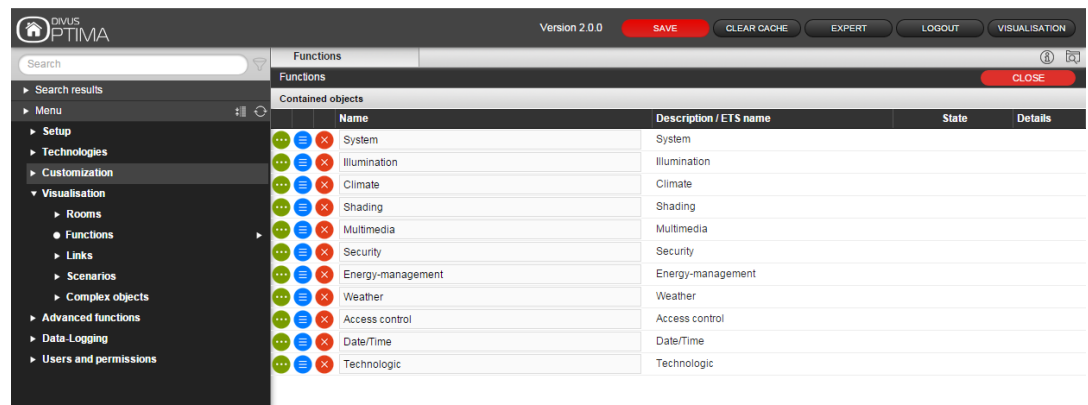 DIVUS
OPTIMA
Version 2.0.0
SAVE
CLEAR CACHE
EXPERT
LOGOUT
VISUALISATION
Search
Search results
Menu
Setup
Technologies
Customization
Visualisation
Rooms
Functions
Links
Scenarios
Complex objects
Advanced functions
Data-Logging
Users and permissions
Functions
Functions
CLOSE
Contained objects
Name Description / ETS name State Details
System System
Illumination Illumination
Climate Climate
Shading Shading
Multimedia Multimedia
Security Security
Energy-management Energy-management
Weather Weather
Access control Access control
Date/Time Date/Time
Technologic Technologic